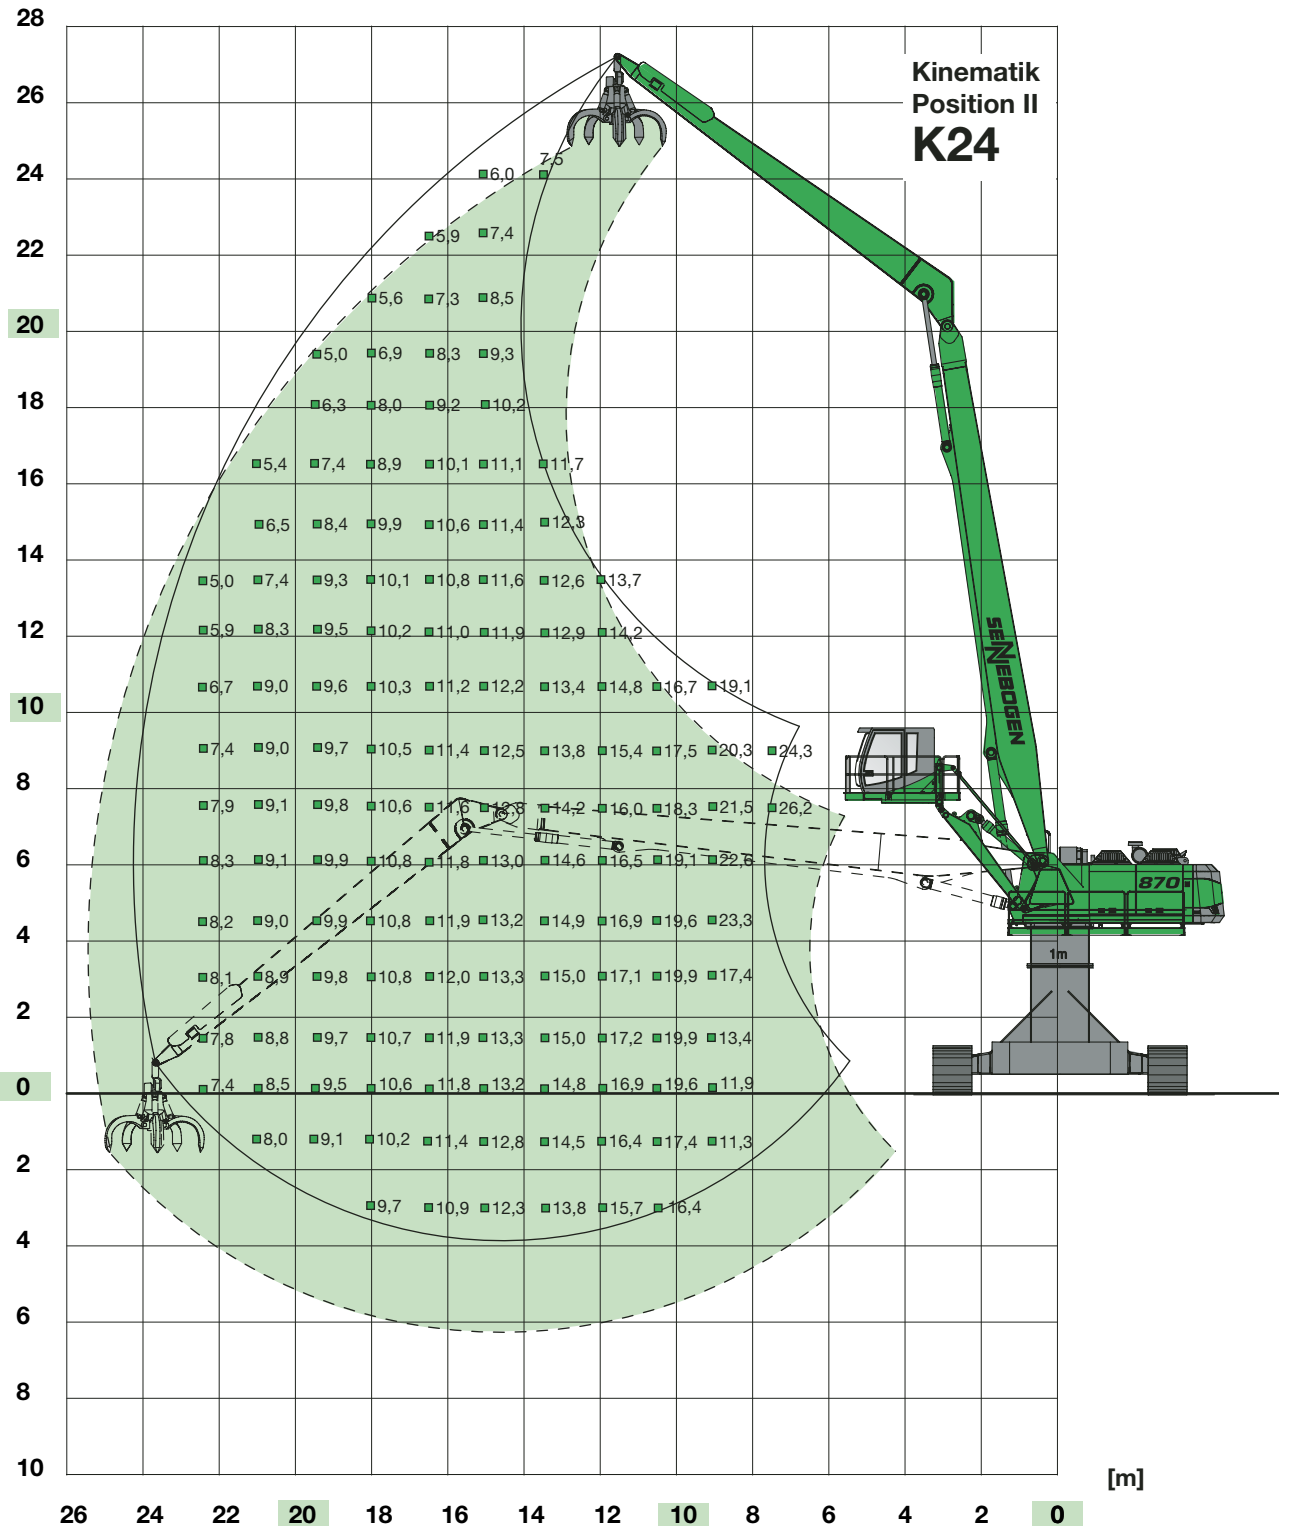 28
Kinematik
Position II
K24
26
24
7,5
6,0
22
5,9 7,4
5,6 7,3 8,5
20
5,0 6,9 8,3 9,3
18
6,3 8,0 9,2 10,2
16
5,4 7,4 8,9 10,1 11,1 11,7
6,5 8,4 9,9 10,6 11,4 12,3
14
5,0 7,4 9,3 10,1 10,8 11,6 12,6 13,7
12
5,9 8,3 9,5 10,2 11,0 11,9 12,9 14,2
SENNEBOGEN
10
6,7 9,0 9,6 10,3 11,2 12,2 13,4 14,8 16,7 19,1
7,4 9,0 9,7 10,5 11,4 12,5 13,8 15,4 17,5 20,3 24,3
8
7,9 9,1 9,8 10,6 11,6 12,8 14,2 16,0 18,3 21,5 26,2
6
8,3 9,1 9,9 10,8 11,8 13,0 14,6 16,5 19,1 22,6
870
8,2 9,0 9,9 10,8 11,9 13,2 14,9 16,9 19,6 23,3
4
1m
8,1 8,9 9,8 10,8 12,0 13,3 15,0 17,1 19,9 17,4
2
7,8 8,8 9,7 10,7 11,9 13,3 15,0 17,2 19,9 13,4
0
7,4 8,5 9,5 10,6 11,8 13,2 14,8 16,9 19,6 11,9
8,0 9,1 10,2 11,4 12,8 14,5 16,4 17,4 11,3
2
9,7 10,9 12,3 13,8 15,7 16,4
4
6
8
10
[m]
26 24 22 20 18 16 14 12 10 8 6 4 2 0